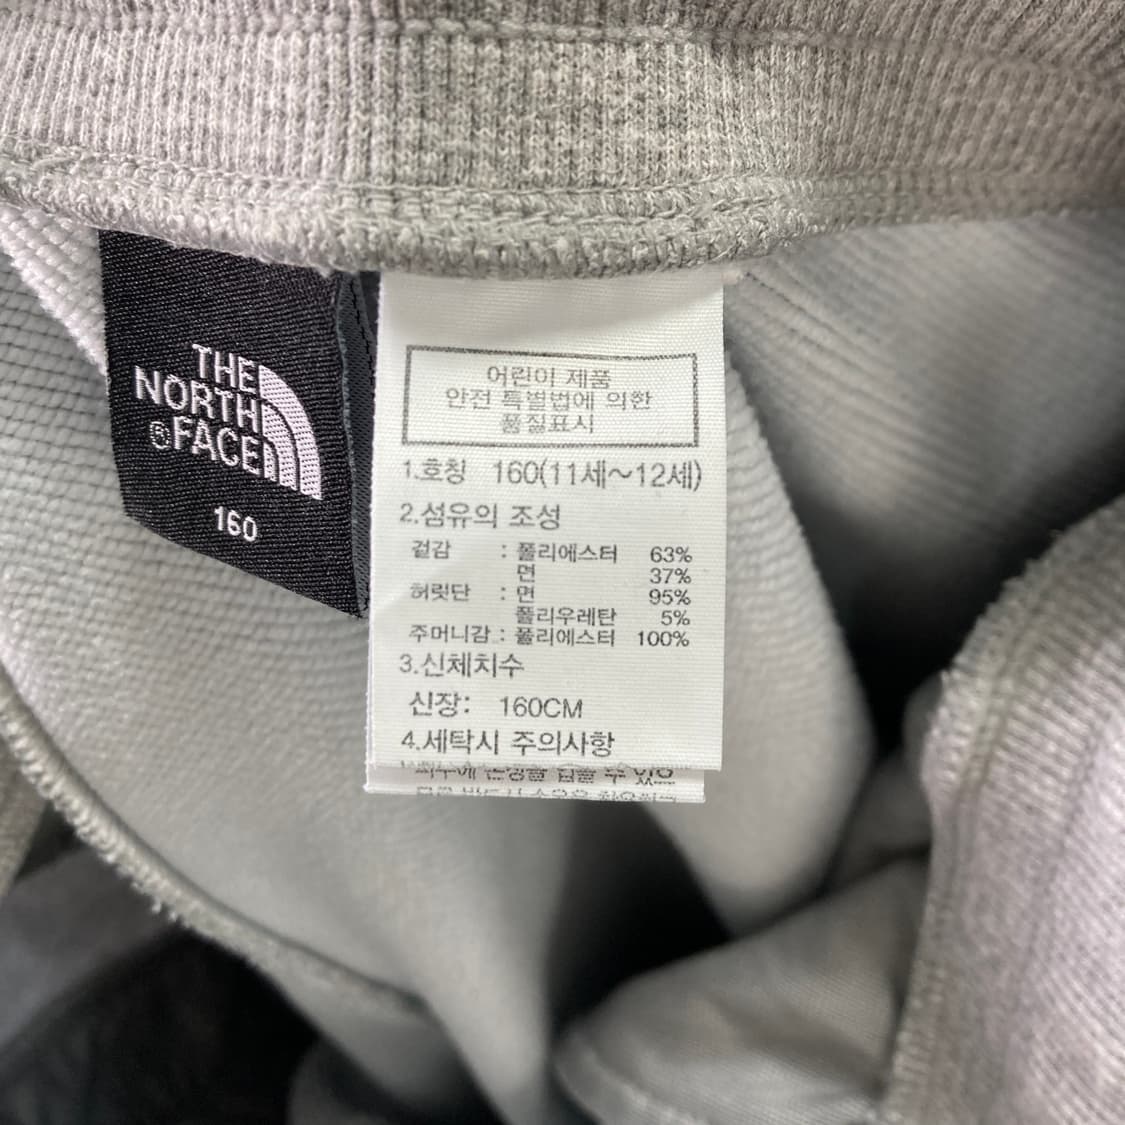 THE
NORTH
FACE
160
어린이 제품
안전 특별법에 의한
품질표시
1.호칭 160(11세~12세)
2.섬유의 조성
겉감 : 폴리에스터 63%
면 37%
허릿단 : 면 95%
폴리우레탄 5%
주머니감 : 폴리에스터 100%
3.신체치수
신장: 160CM
4.세탁시 주의사항